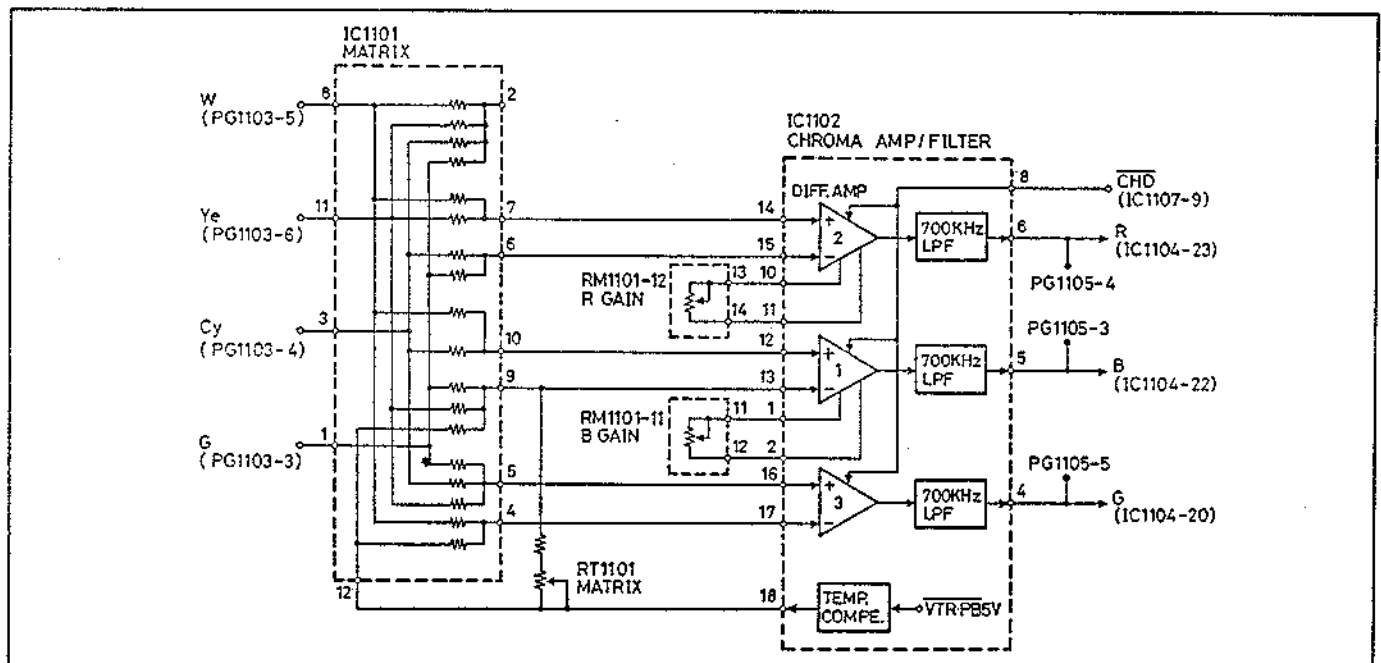 IC1101
MATRIX
W
(PG1103-5)
8
2
IC1102
CHROMA AMP/FILTER
8
CHD
(IC1107-9)
DIFF. AMP
Ye
(PG1103-6)
11
7
14
+
2
−
700KHz
LPF
6
R
(IC1104-23)
6
15
PG1105-4
RM1101-12
R GAIN
13
10
14
11
Cy
(PG1103-4)
3
10
12
+
1
−
700KHz
LPF
5
PG1105-3
B
(IC1104-22)
9
13
RM1101-11
B GAIN
11
1
12
2
G
(PG1103-3)
1
5
16
+
3
−
700KHz
LPF
4
PG1105-5
G
(IC1104-20)
4
17
RT1101
MATRIX
12
18
TEMP.
COMPE.
VTR·PB5V